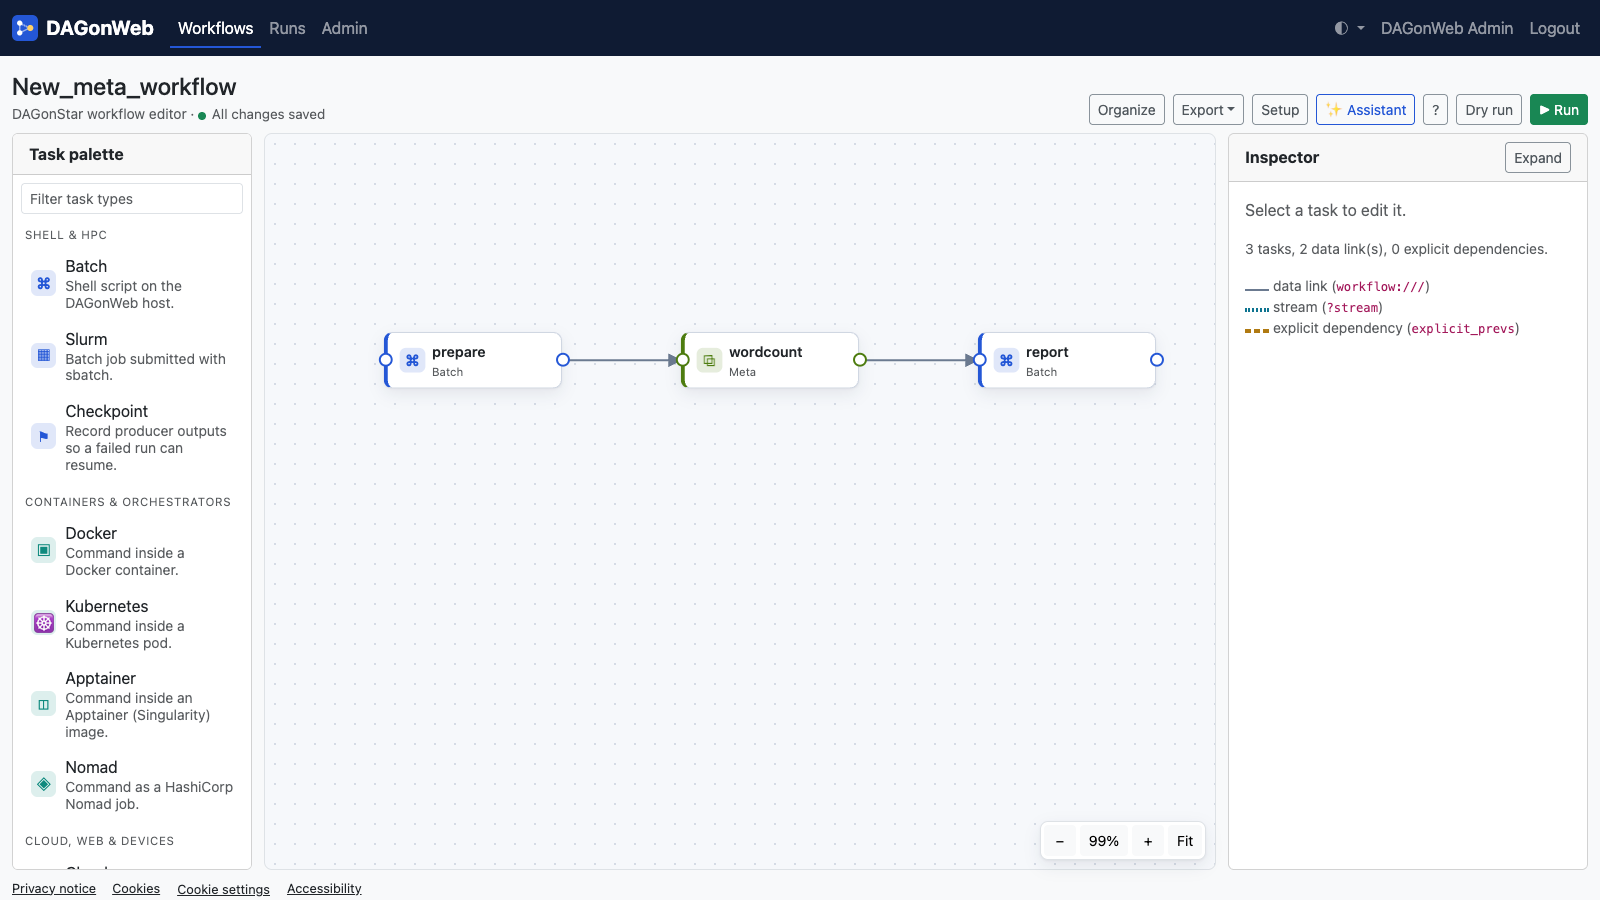 DAGonWeb
Workflows
Runs
Admin
DAGonWeb Admin
Logout
New_meta_workflow
DAGonStar workflow editor · ● All changes saved
Organize
Export
Setup
✨ Assistant
?
Dry run
▶ Run
Task palette
Filter task types
SHELL & HPC
Batch
Shell script on the
DAGonWeb host.
Slurm
Batch job submitted with
sbatch.
Checkpoint
Record producer outputs
so a failed run can
resume.
CONTAINERS & ORCHESTRATORS
Docker
Command inside a
Docker container.
Kubernetes
Command inside a
Kubernetes pod.
Apptainer
Command inside an
Apptainer (Singularity)
image.
Nomad
Command as a HashiCorp
Nomad job.
CLOUD, WEB & DEVICES
prepare
Batch
wordcount
Meta
report
Batch
−
99%
+
Fit
Inspector
Expand
Select a task to edit it.
3 tasks, 2 data link(s), 0 explicit dependencies.
data link (workflow:///)
stream (?stream)
explicit dependency (explicit_prevs)
Privacy notice
Cookies
Cookie settings
Accessibility